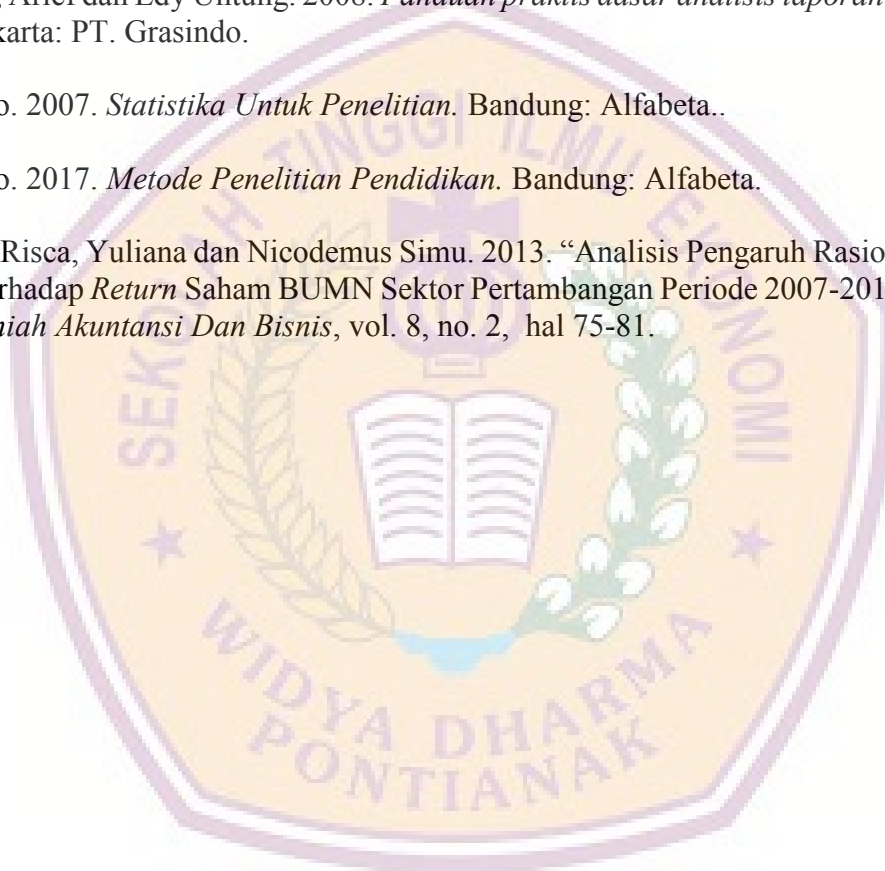 Arief dan Edy Untung. 2008. Panduan praktis dasar analisis laporan
karta: PT. Grasindo.
o. 2007. Statistika Untuk Penelitian. Bandung: Alfabeta..
o. 2017. Metode Penelitian Pendidikan. Bandung: Alfabeta.
Risca, Yuliana dan Nicodemus Simu. 2013. “Analisis Pengaruh Rasio
rhadap Return Saham BUMN Sektor Pertambangan Periode 2007-201
niah Akuntansi Dan Bisnis, vol. 8, no. 2, hal 75-81.
SEKOLAH TINGGI ILMU EKONOMI
WIDYA DHARMA
PONTIANAK